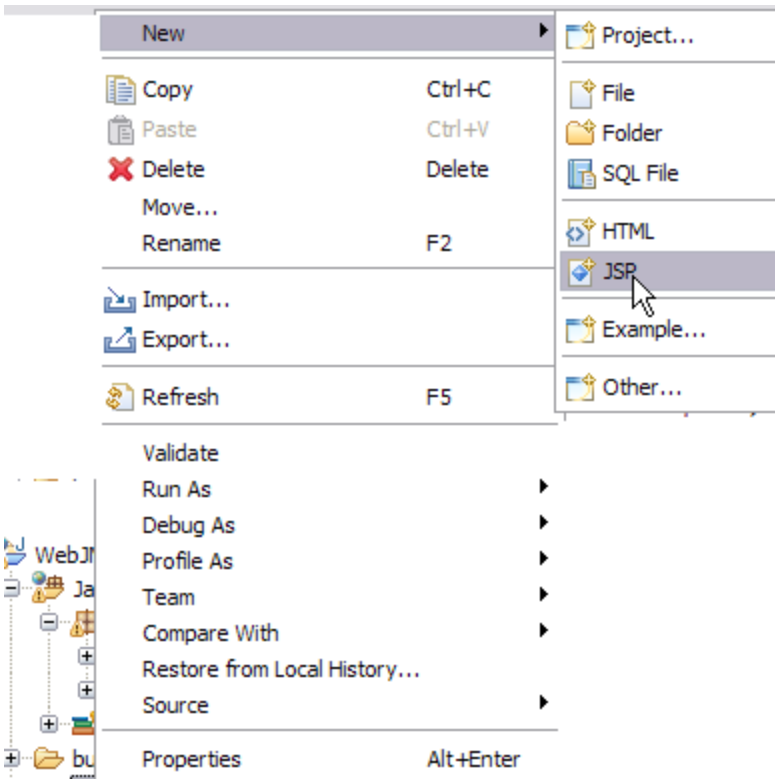 New
Project...
Copy Ctrl+C
File
Paste Ctrl+V
Folder
Delete Delete
SQL File
Move...
Rename F2
HTML
JSP
Import...
Export...
Example...
Refresh F5
Other...
Validate
Run As
Debug As
WebJ
Profile As
Ja
Team
Compare With
Restore from Local History...
Source
bu
Properties Alt+Enter